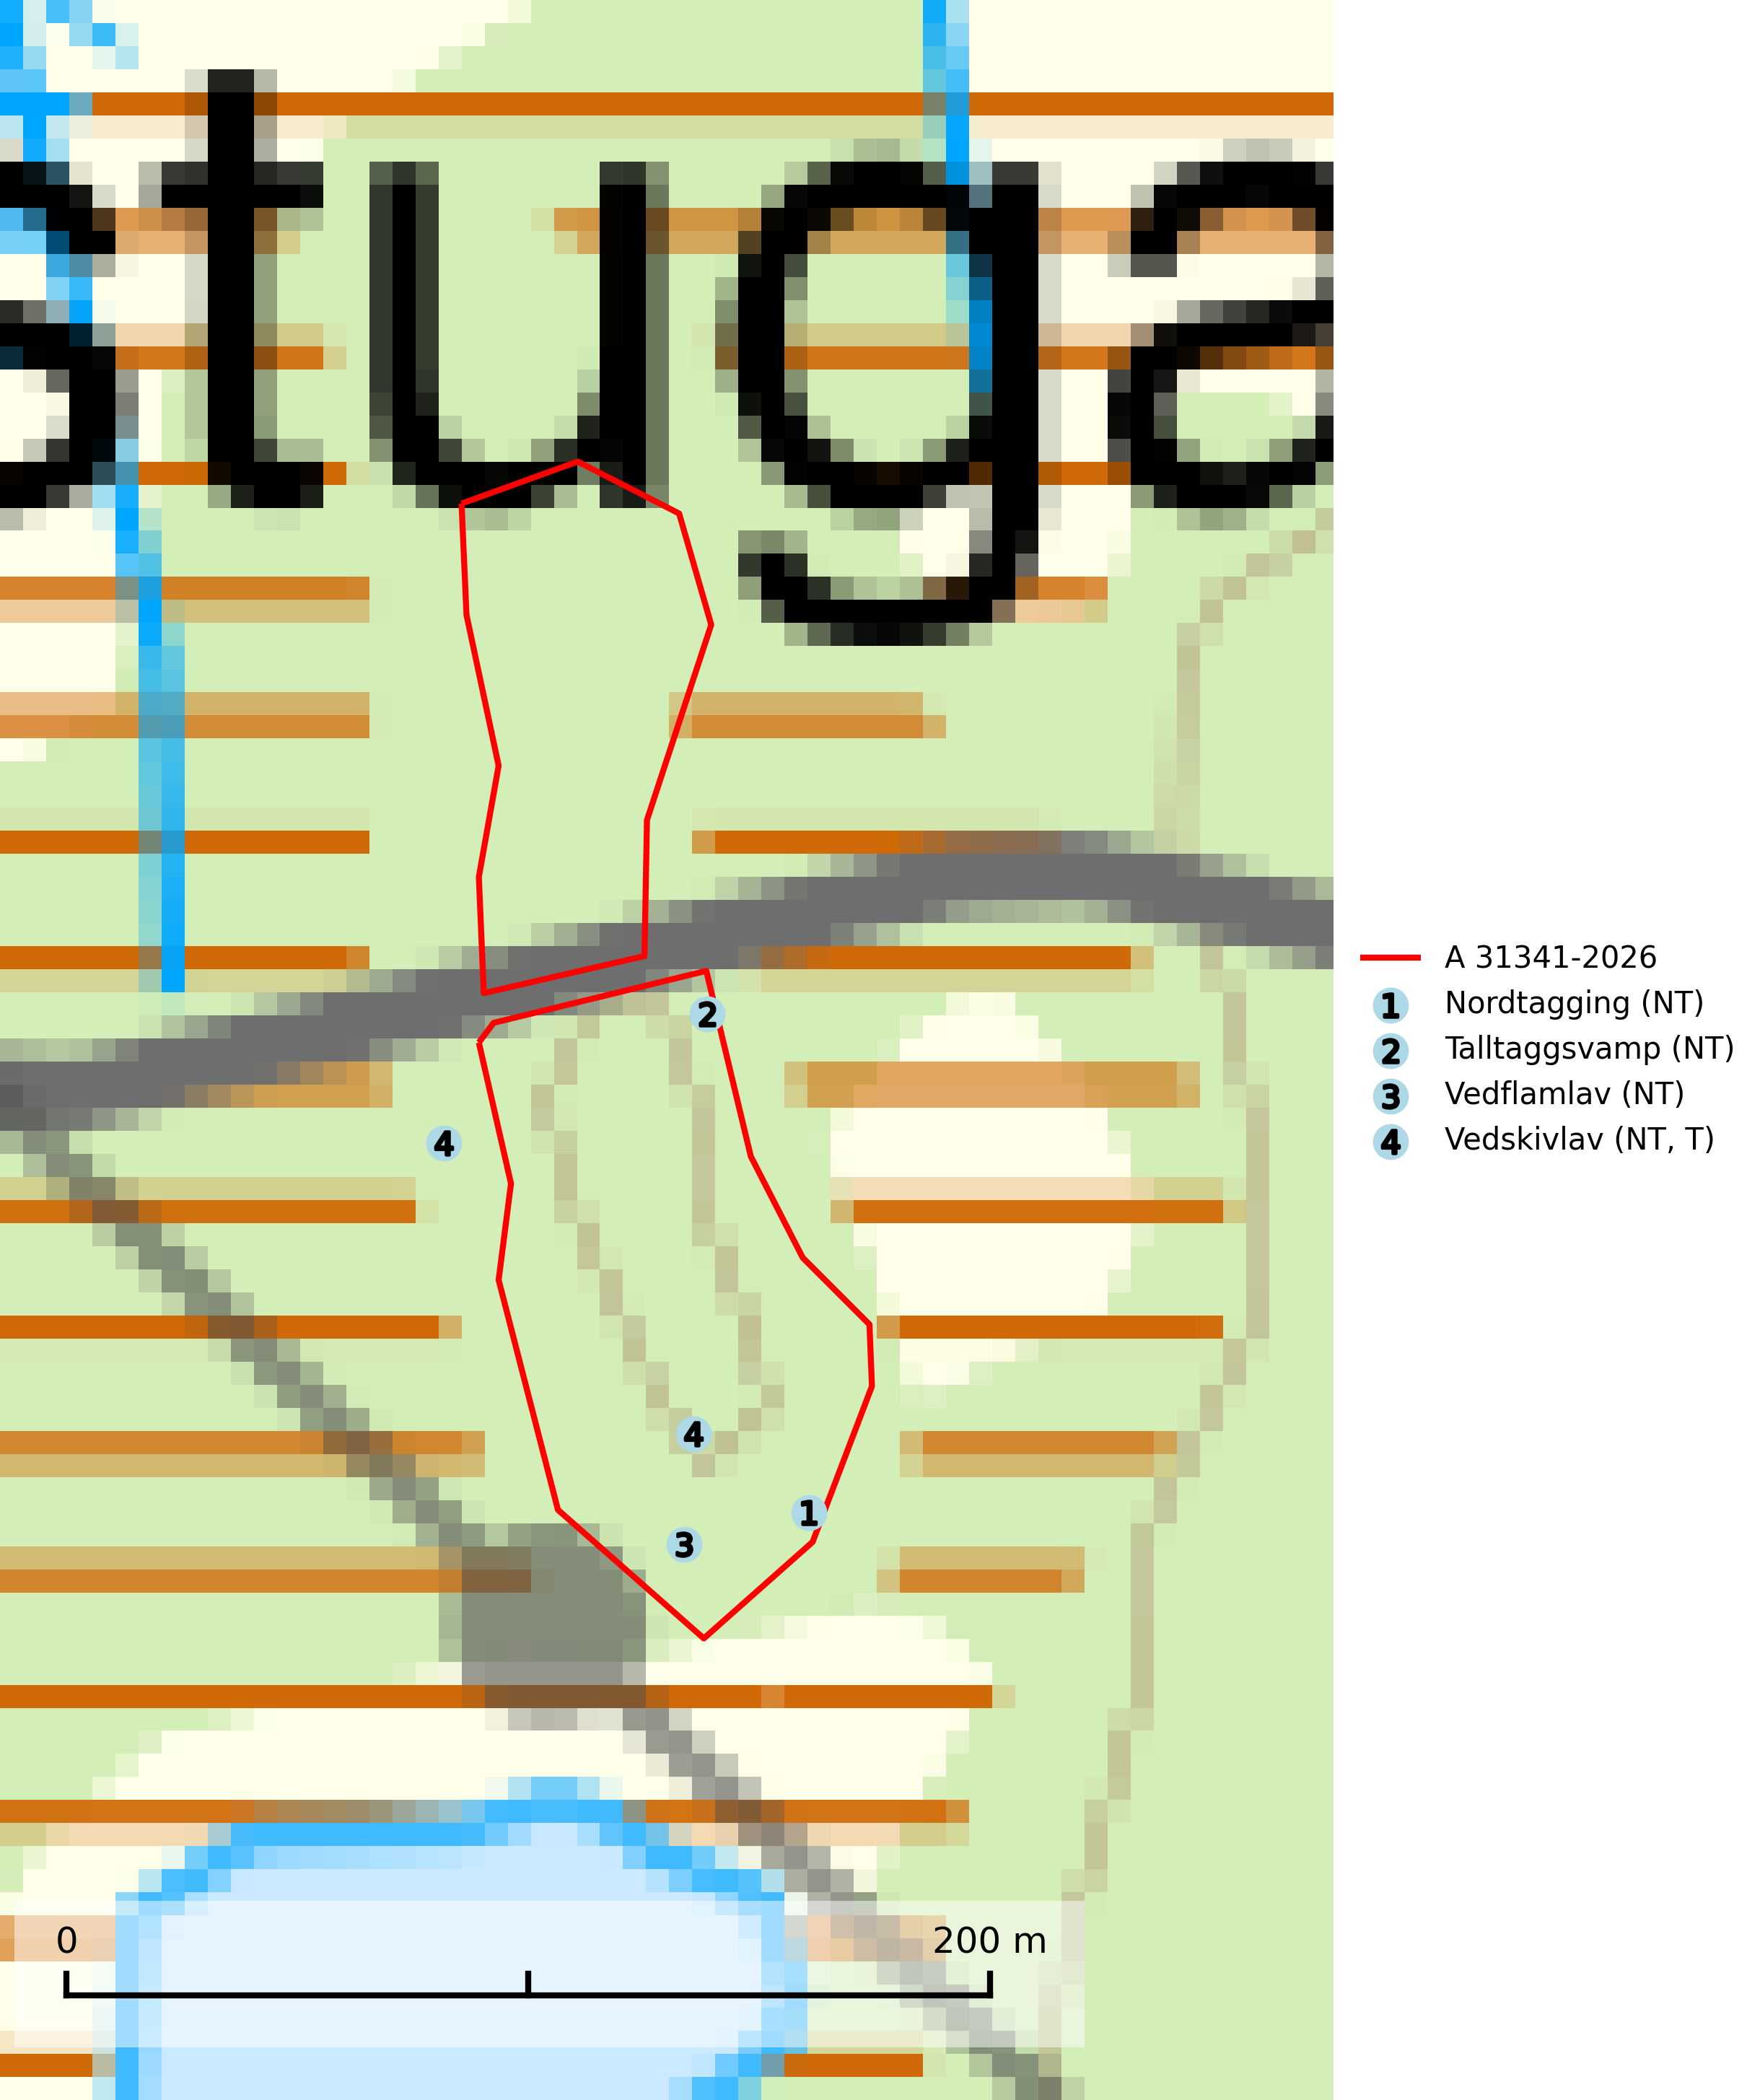 stuga
2
4
4
1
3
0 200 m
A 31341-2026
1 Nordtagging (NT)
2 Talltaggsvamp (NT)
3 Vedflamlav (NT)
4 Vedskivlav (NT, T)